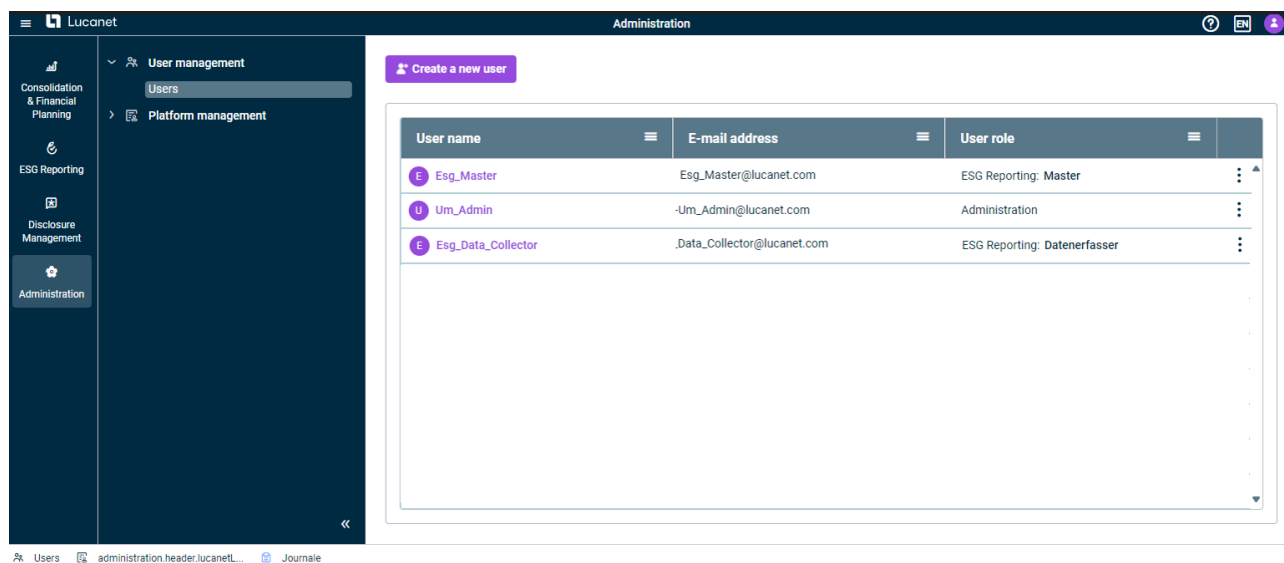 Lucanet
Administration
EN
Consolidation
& Financial
Planning
ESG Reporting
Disclosure
Management
Administration
User management
Users
Platform management
Create a new user
User name E-mail address User role
E Esg_Master Esg_Master@lucanet.com ESG Reporting: Master
U Um_Admin -Um_Admin@lucanet.com Administration
E Esg_Data_Collector _Data_Collector@lucanet.com ESG Reporting: Datenerfasser
Users administration.header.lucanetL... Journale